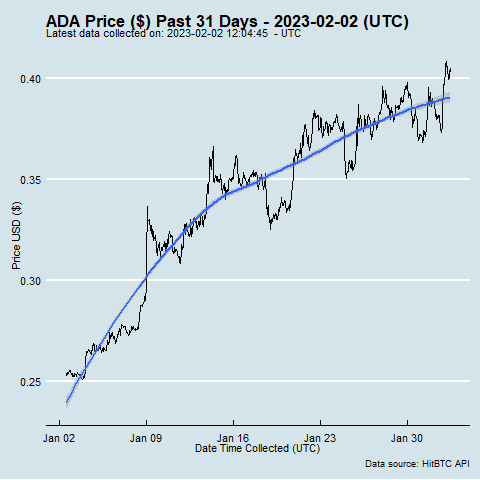 ADA Price ($) Past 31 Days - 2023-02-02 (UTC)
Latest data collected on: 2023-02-02 12:04:45 - UTC
0.40
0.35
0.30
0.25
Price USD ($)
Jan 02 Jan 09 Jan 16 Jan 23 Jan 30
Date Time Collected (UTC)
Data source: HitBTC API